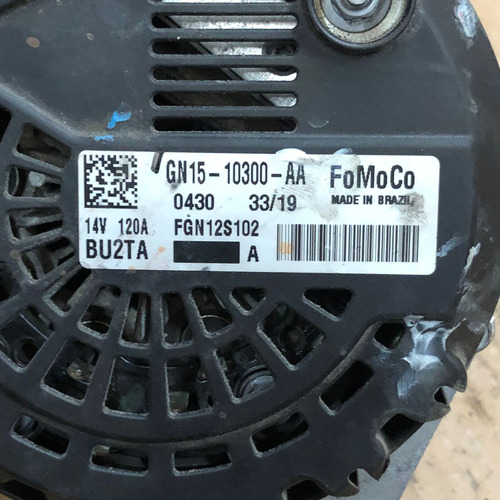 GN15-10300-AA FoMoCo
0430 33/19 MADE IN BRAZIL
14V 120A FGN12S102
BU2TA A